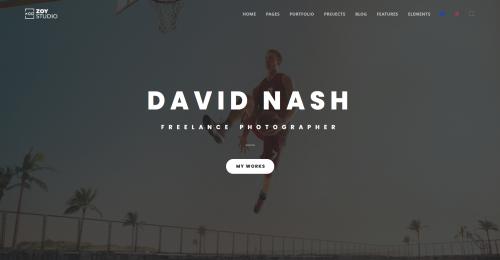 ZOY
STUDIO
HOME PAGES PORTFOLIO PROJECTS BLOG FEATURES ELEMENTS
DAVID NASH
FREELANCE PHOTOGRAPHER
MY WORKS